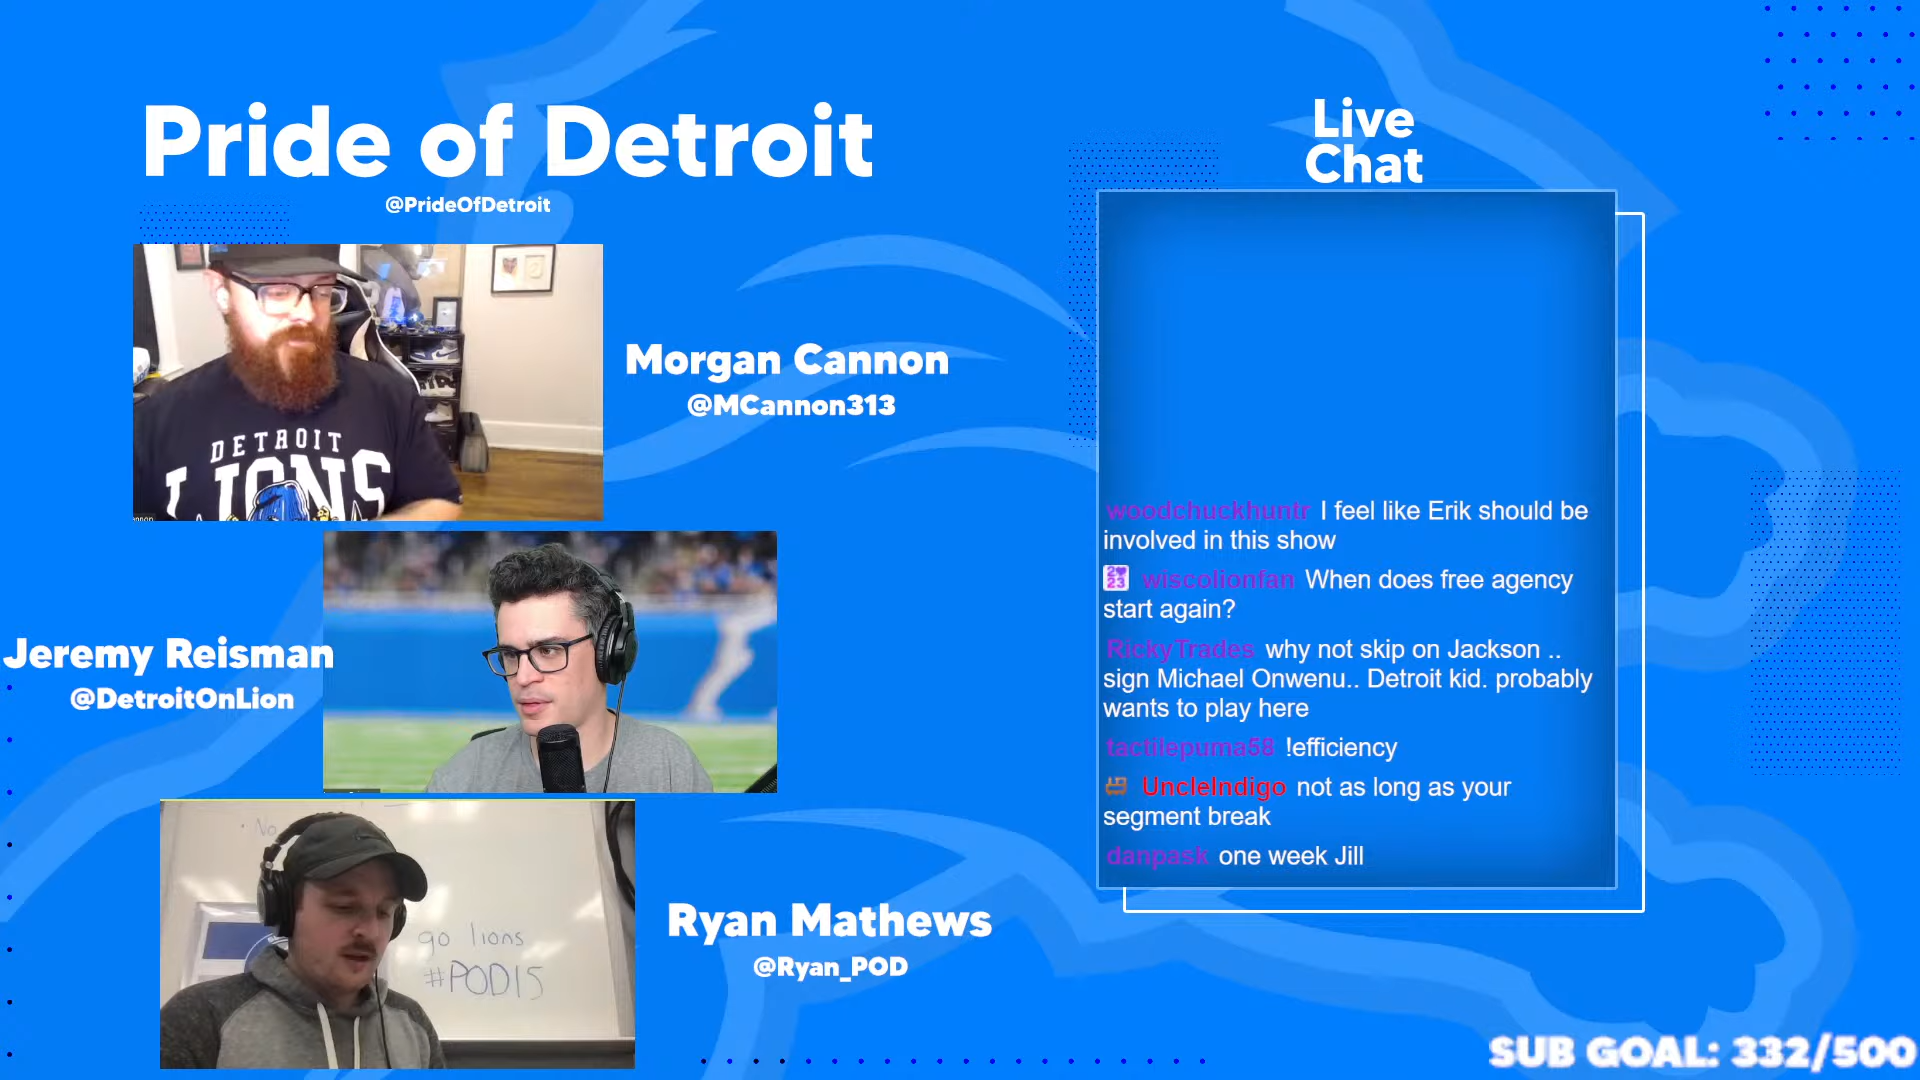 Pride of Detroit
@PrideOfDetroit
Live
Chat
DETROIT
LIONS
Morgan Cannon
@MCannon313
Jeremy Reisman
@DetroitOnLion
No
go lions
#POD15
Ryan Mathews
@Ryan_POD
woodchuckhuntr I feel like Erik should be
involved in this show
wiscolionfan When does free agency
start again?
RickyTrades why not skip on Jackson ..
sign Michael Onwenu.. Detroit kid. probably
wants to play here
tactilepuma58 !efficiency
UncleIndigo not as long as your
segment break
danpask one week Jill
SUB GOAL: 332/500